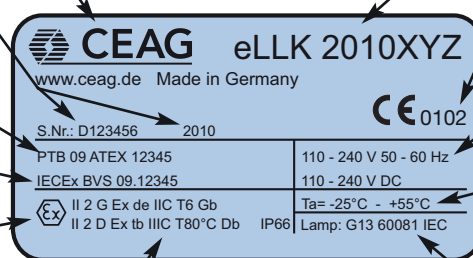 CEAG eLLK 2010XYZ
www.ceag.de Made in Germany
CE 0102
S.Nr.: D123456 2010
PTB 09 ATEX 12345 110 - 240 V 50 - 60 Hz
IECEx BVS 09.12345 110 - 240 V DC
Ex II 2 G Ex de IIC T6 Gb Ta= -25°C - +55°C
II 2 D Ex tb IIIC T80°C Db IP66 Lamp: G13 60081 IEC